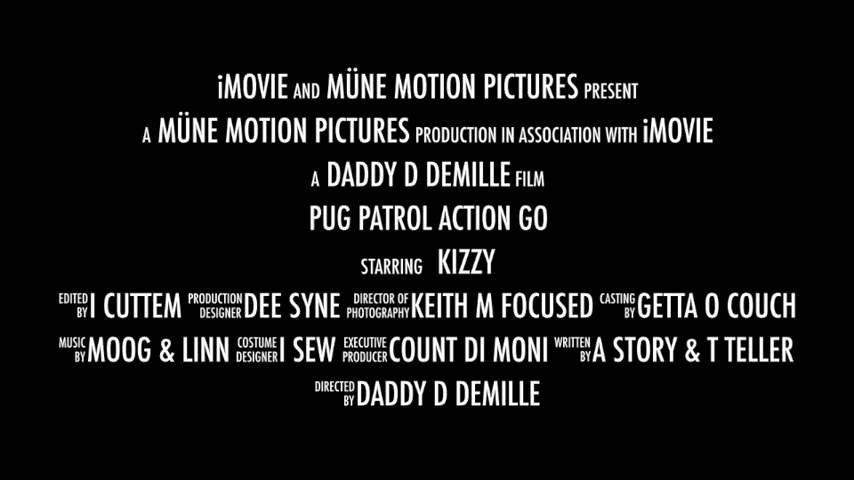 iMOVIE AND MÜNE MOTION PICTURES PRESENT
A MÜNE MOTION PICTURES PRODUCTION IN ASSOCIATION WITH iMOVIE
A DADDY D DEMILLE FILM
PUG PATROL ACTION GO
STARRING KIZZY
EDITED BY I CUTTEM PRODUCTION DESIGNER DEE SYNE DIRECTOR OF PHOTOGRAPHY KEITH M FOCUSED CASTING BY GETTA O COUCH
MUSIC BY MOOG & LINN COSTUME DESIGNER I SEW EXECUTIVE PRODUCER COUNT DI MONI WRITTEN BY A STORY & T TELLER
DIRECTED BY DADDY D DEMILLE